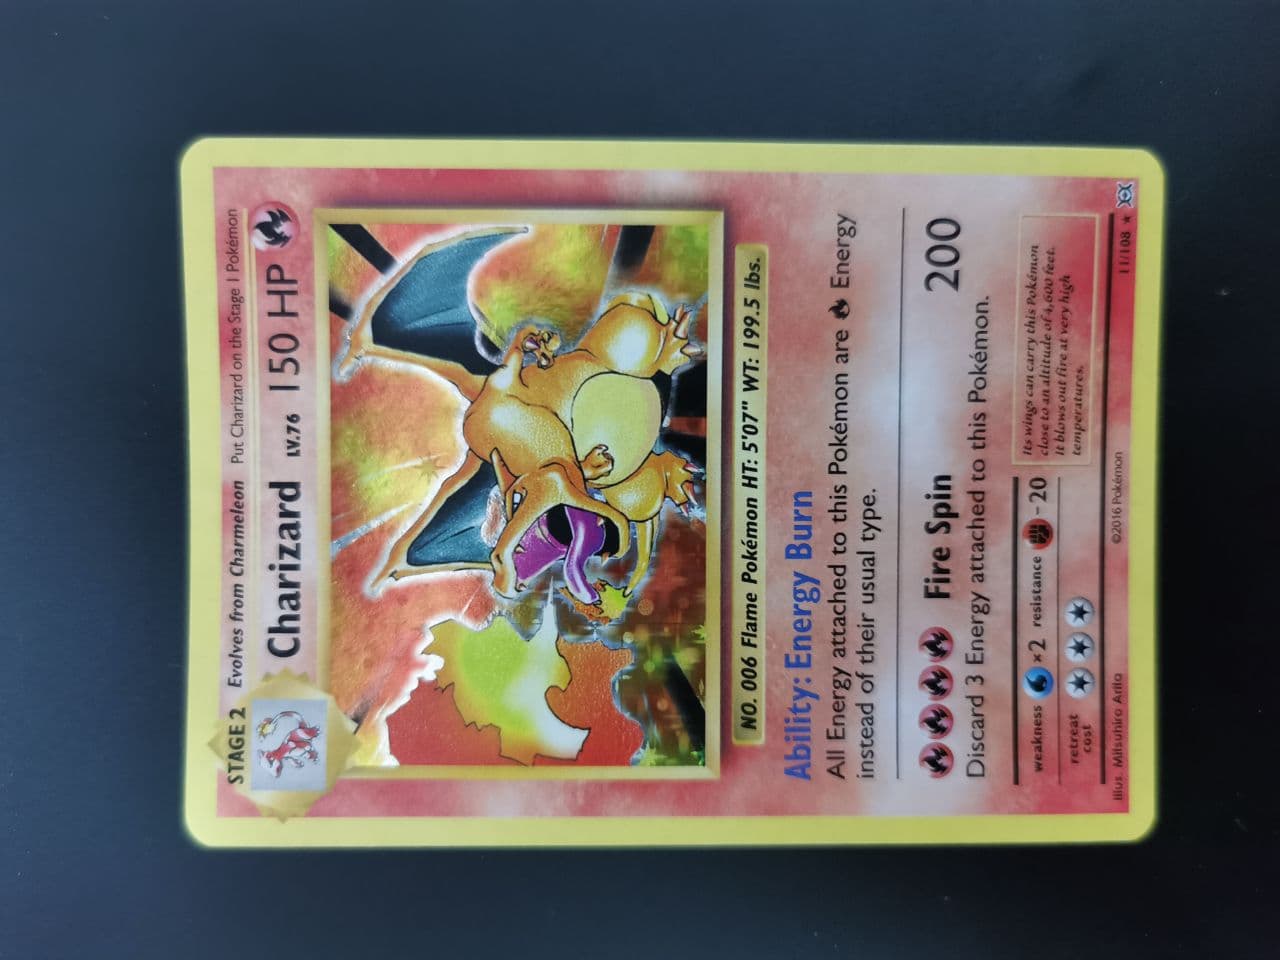 STAGE 2 Evolves from Charmeleon Put Charizard on the Stage 1 Pokémon
Charizard LV.76 150 HP
NO. 006 Flame Pokémon HT: 5'07" WT: 199.5 lbs.
Ability: Energy Burn
All Energy attached to this Pokémon are Energy
instead of their usual type.
Fire Spin 200
Discard 3 Energy attached to this Pokémon.
weakness ×2 resistance -20
retreat
cost
Its wings can carry this Pokémon
close to an altitude of 4,600 feet.
It blows out fire at very high
temperatures.
Illus. Mitsuhiro Arita ©2016 Pokémon 11/108 ★